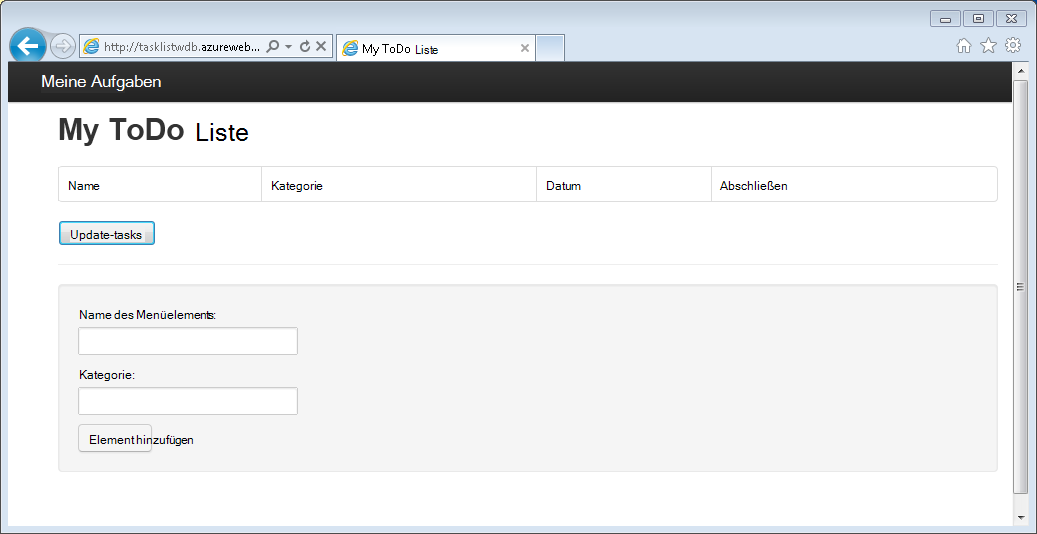 http://tasklistwdb.azureweb...
My ToDo Liste
Meine Aufgaben
My ToDo Liste
Name Kategorie Datum Abschließen
Update-tasks
Name des Menüelements:
Kategorie:
Element hinzufügen